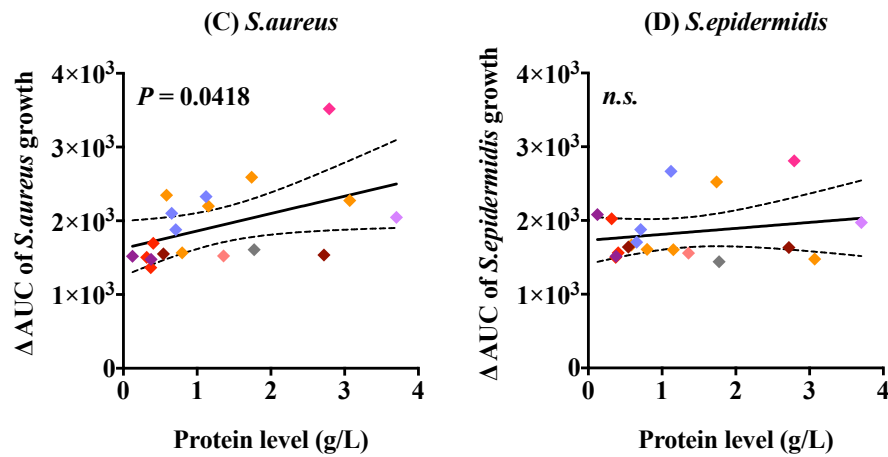 (C) S.aureus
Δ AUC of S.aureus growth
4×10³
3×10³
2×10³
1×10³
0
P = 0.0418
0 1 2 3 4
Protein level (g/L)
(D) S.epidermidis
Δ AUC of S.epidermidis growth
4×10³
3×10³
2×10³
1×10³
0
n.s.
0 1 2 3 4
Protein level (g/L)